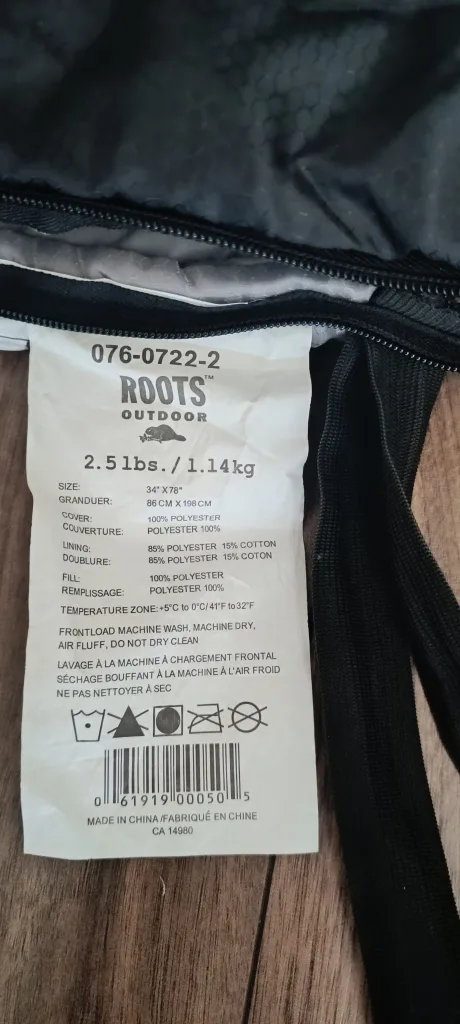 076-0722-2
ROOTS™
OUTDOOR
2.5 lbs. / 1.14kg
SIZE: 34" X78"
GRANDUER: 86 CM X 198 CM
COVER: 100% POLYESTER
COUVERTURE: POLYESTER 100%
LINING: 85% POLYESTER 15% COTTON
DOUBLURE: 85% POLYESTER 15% COTON
FILL: 100% POLYESTER
REMPLISSAGE: POLYESTER 100%
TEMPERATURE ZONE:+5°C to 0°C/41°F to 32°F
FRONTLOAD MACHINE WASH, MACHINE DRY,
AIR FLUFF, DO NOT DRY CLEAN
LAVAGE À LA MACHINE À CHARGEMENT FRONTAL
SÉCHAGE BOUFFANT À LA MACHINE À L'AIR FROID
NE PAS NETTOYER À SEC
0 61919 00050 5
MADE IN CHINA /FABRIQUÉ EN CHINE
CA 14980